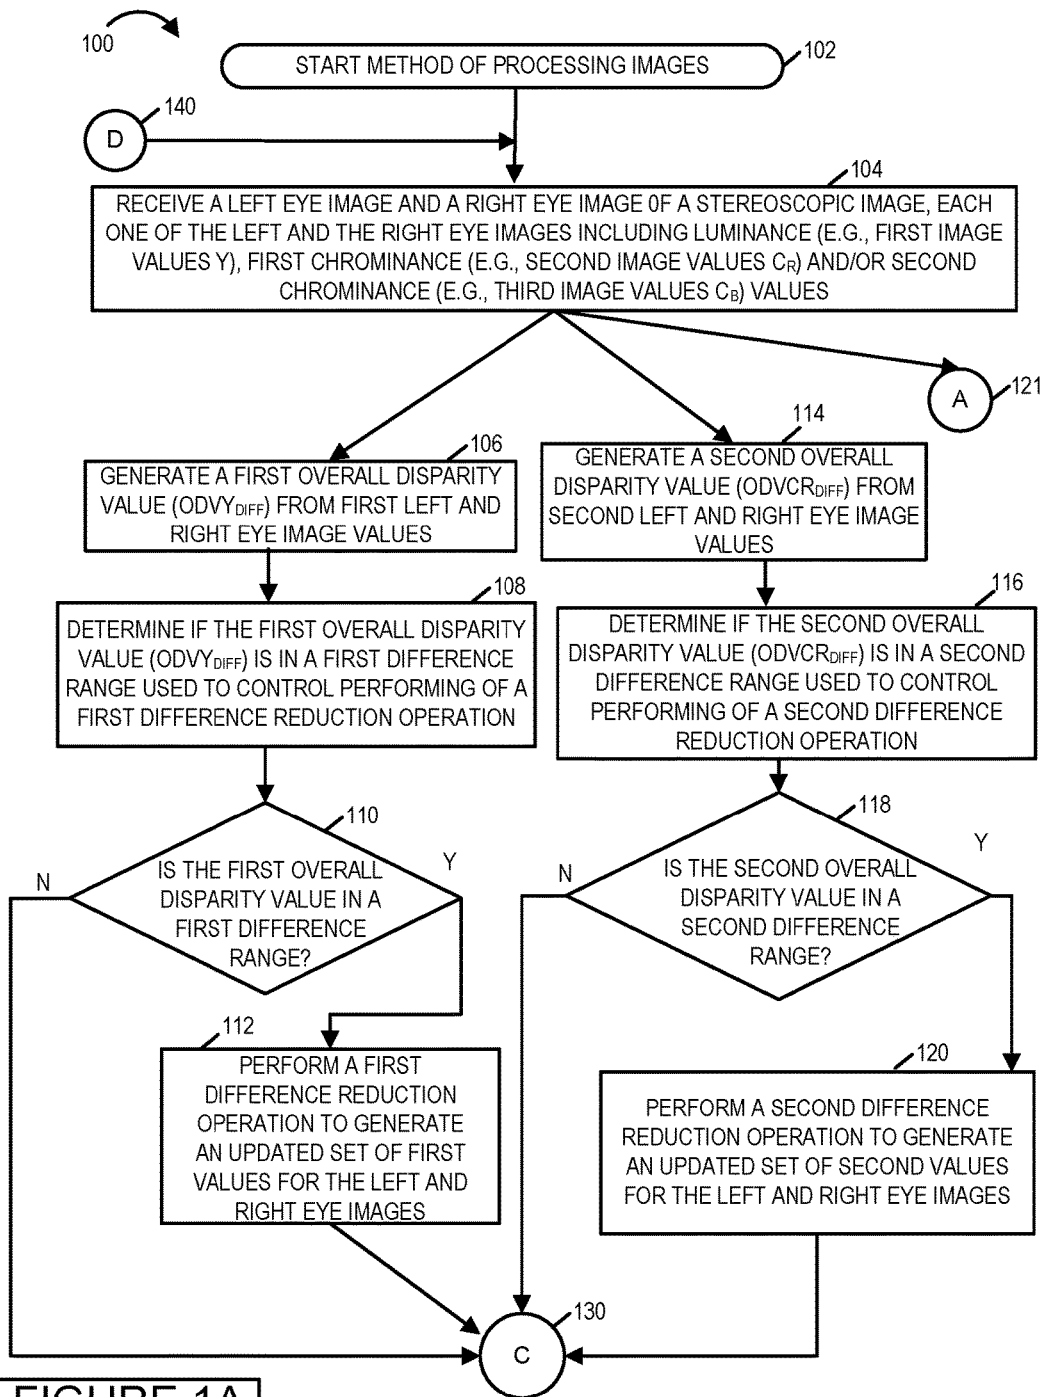 100
START METHOD OF PROCESSING IMAGES
102
D
140
104
RECEIVE A LEFT EYE IMAGE AND A RIGHT EYE IMAGE 0F A STEREOSCOPIC IMAGE, EACH
ONE OF THE LEFT AND THE RIGHT EYE IMAGES INCLUDING LUMINANCE (E.G., FIRST IMAGE
VALUES Y), FIRST CHROMINANCE (E.G., SECOND IMAGE VALUES CR) AND/OR SECOND
CHROMINANCE (E.G., THIRD IMAGE VALUES CB) VALUES
A
121
106
GENERATE A FIRST OVERALL DISPARITY
VALUE (ODVYDIFF) FROM FIRST LEFT AND
RIGHT EYE IMAGE VALUES
114
GENERATE A SECOND OVERALL
DISPARITY VALUE (ODVCRDIFF) FROM
SECOND LEFT AND RIGHT EYE IMAGE
VALUES
108
DETERMINE IF THE FIRST OVERALL DISPARITY
VALUE (ODVYDIFF) IS IN A FIRST DIFFERENCE
RANGE USED TO CONTROL PERFORMING OF A
FIRST DIFFERENCE REDUCTION OPERATION
116
DETERMINE IF THE SECOND OVERALL
DISPARITY VALUE (ODVCRDIFF) IS IN A SECOND
DIFFERENCE RANGE USED TO CONTROL
PERFORMING OF A SECOND DIFFERENCE
REDUCTION OPERATION
110
N
Y
IS THE FIRST OVERALL
DISPARITY VALUE IN A
FIRST DIFFERENCE
RANGE?
118
N
Y
IS THE SECOND OVERALL
DISPARITY VALUE IN A
SECOND DIFFERENCE
RANGE?
112
PERFORM A FIRST
DIFFERENCE REDUCTION
OPERATION TO GENERATE
AN UPDATED SET OF FIRST
VALUES FOR THE LEFT AND
RIGHT EYE IMAGES
120
PERFORM A SECOND DIFFERENCE
REDUCTION OPERATION TO GENERATE
AN UPDATED SET OF SECOND VALUES
FOR THE LEFT AND RIGHT EYE IMAGES
130
C
FIGURE 1A